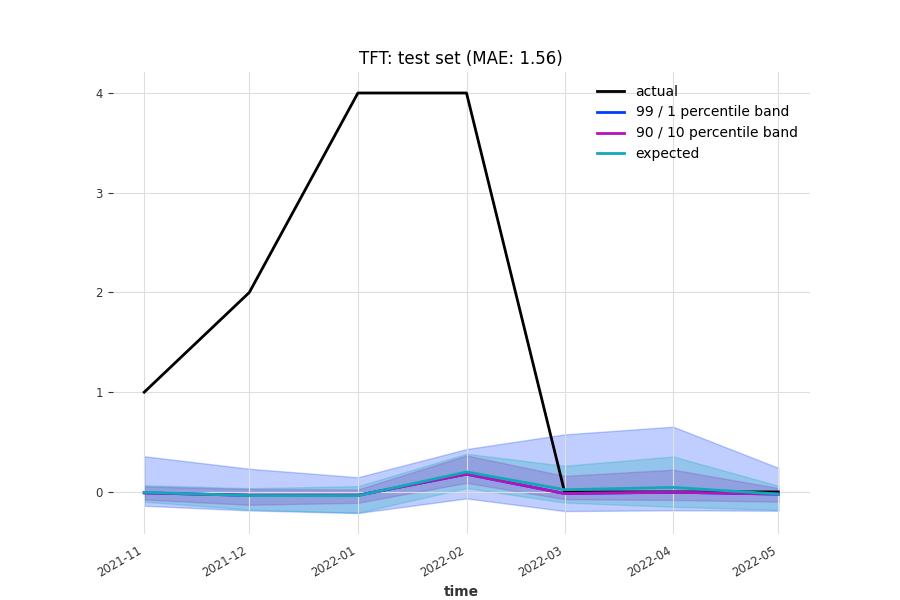 TFT: test set (MAE: 1.56)
actual
99 / 1 percentile band
90 / 10 percentile band
expected
4
3
2
1
0
2021-11
2021-12
2022-01
2022-02
2022-03
2022-04
2022-05
time